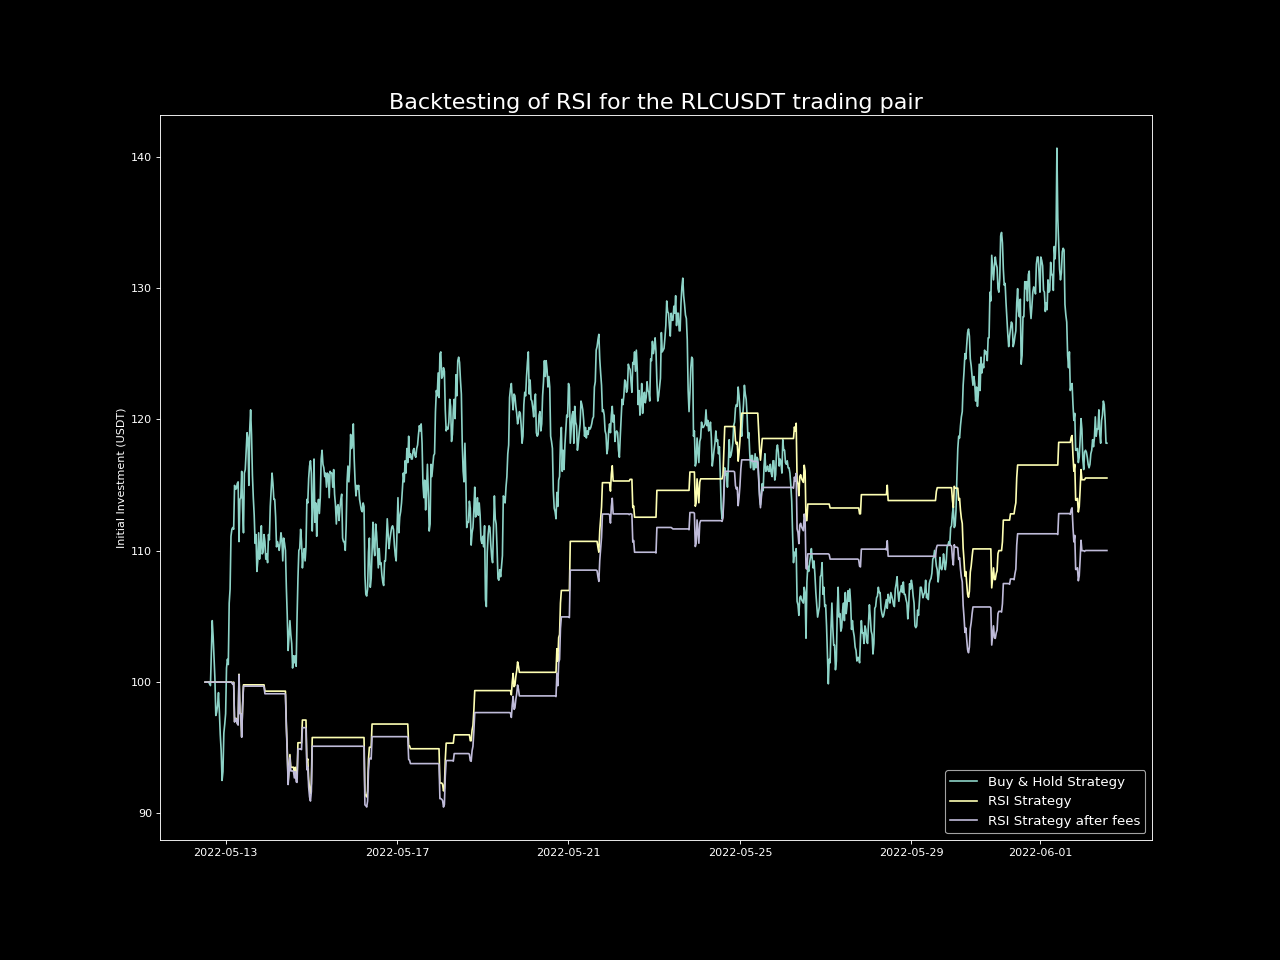 Backtesting of RSI for the RLCUSDT trading pair
Initial Investment (USDT)
140
130
120
110
100
90
2022-05-13
2022-05-17
2022-05-21
2022-05-25
2022-05-29
2022-06-01
Buy & Hold Strategy
RSI Strategy
RSI Strategy after fees